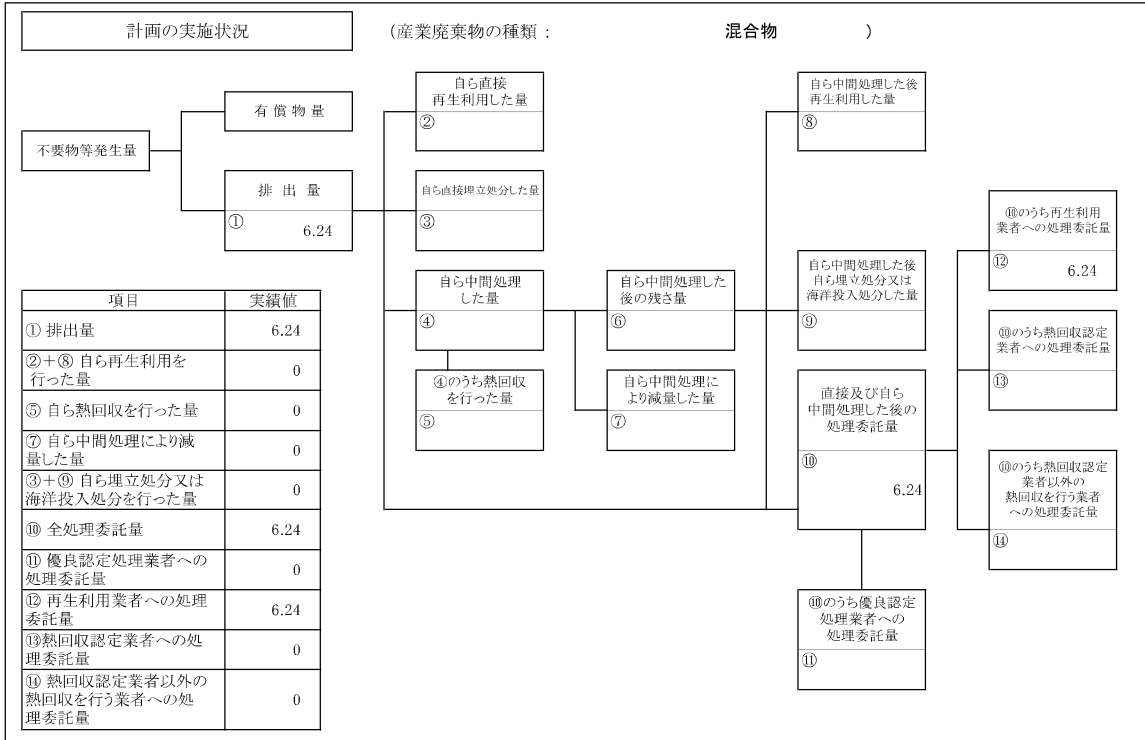 計画の実施状況
(産業廃棄物の種類： 混合物 )
不要物等発生量
有償物量
排出量
①
6.24
自ら直接
再生利用した量
②
自ら直接埋立処分した量
③
自ら中間処理
した量
④
④のうち熱回収
を行った量
⑤
自ら中間処理した
後の残さ量
⑥
自ら中間処理に
より減量した量
⑦
自ら中間処理した後
再生利用した量
⑧
自ら中間処理した後
自ら埋立処分又は
海洋投入処分した量
⑨
直接及び自ら
中間処理した後の
処理委託量
⑩
6.24
⑩のうち優良認定
処理業者への
処理委託量
⑪
⑩のうち再生利用
業者への処理委託量
⑫
6.24
⑩のうち熱回収認定
業者への処理委託量
⑬
⑩のうち熱回収認定
業者以外の
熱回収を行う業者
への処理委託量
⑭
項目 実績値
① 排出量 6.24
②＋⑧ 自ら再生利用を
行った量 0
⑤ 自ら熱回収を行った量 0
⑦ 自ら中間処理により減
量した量 0
③＋⑨ 自ら埋立処分又は
海洋投入処分を行った量 0
⑩ 全処理委託量 6.24
⑪ 優良認定処理業者への
処理委託量 0
⑫ 再生利用業者への処理
委託量 6.24
⑬熱回収認定業者への処
理委託量 0
⑭ 熱回収認定業者以外の
熱回収を行う業者への処
理委託量 0